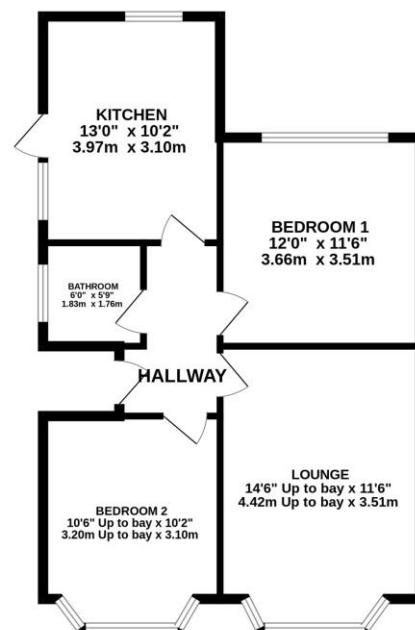 KITCHEN
13'0" x 10'2"
3.97m x 3.10m
BEDROOM 1
12'0" x 11'6"
3.66m x 3.51m
BATHROOM
6'0" x 5'9"
1.83m x 1.76m
HALLWAY
LOUNGE
14'6" Up to bay x 11'6"
4.42m Up to bay x 3.51m
BEDROOM 2
10'6" Up to bay x 10'2"
3.20m Up to bay x 3.10m